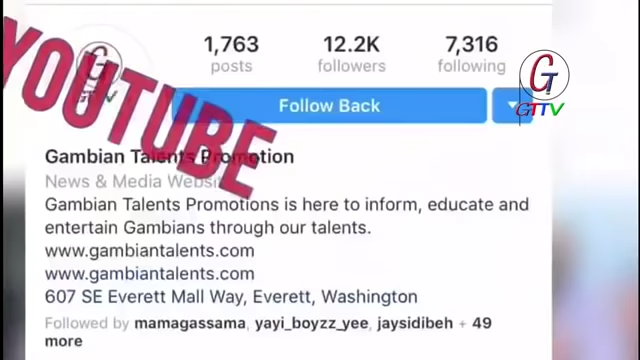 1,763 12.2K 7,316
posts followers following
YOUTUBE
GT
GTTV
Follow Back
Gambian Talents Promotion
News & Media Website
Gambian Talents Promotions is here to inform, educate and
entertain Gambians through our talents.
www.gambiantalents.com
www.gambiantalents.com
607 SE Everett Mall Way, Everett, Washington
Followed by mamagassama, yayi_boyzz_yee, jaysidibeh + 49
more